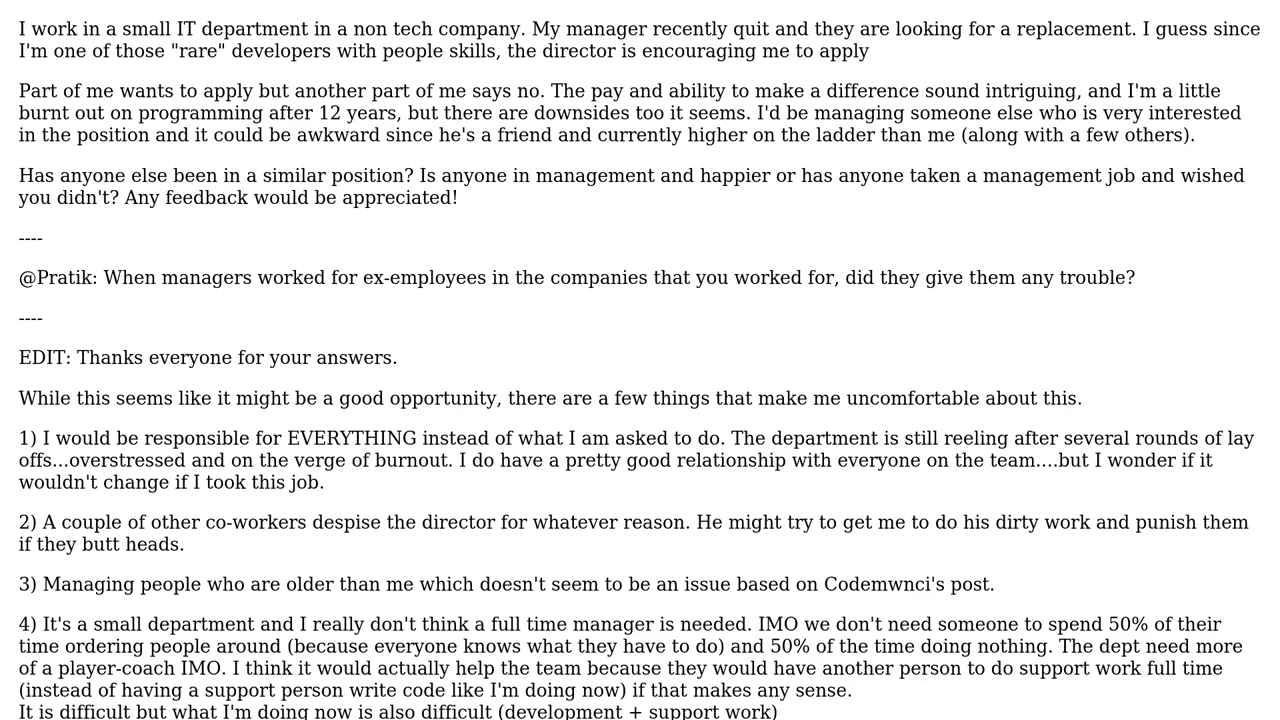 I work in a small IT department in a non tech company. My manager recently quit and they are looking for a replacement. I guess since
I'm one of those "rare" developers with people skills, the director is encouraging me to apply
Part of me wants to apply but another part of me says no. The pay and ability to make a difference sound intriguing, and I'm a little
burnt out on programming after 12 years, but there are downsides too it seems. I'd be managing someone else who is very interested
in the position and it could be awkward since he's a friend and currently higher on the ladder than me (along with a few others).
Has anyone else been in a similar position? Is anyone in management and happier or has anyone taken a management job and wished
you didn't? Any feedback would be appreciated!
----
@Pratik: When managers worked for ex-employees in the companies that you worked for, did they give them any trouble?
----
EDIT: Thanks everyone for your answers.
While this seems like it might be a good opportunity, there are a few things that make me uncomfortable about this.
1) I would be responsible for EVERYTHING instead of what I am asked to do. The department is still reeling after several rounds of lay
offs...overstressed and on the verge of burnout. I do have a pretty good relationship with everyone on the team....but I wonder if it
wouldn't change if I took this job.
2) A couple of other co-workers despise the director for whatever reason. He might try to get me to do his dirty work and punish them
if they butt heads.
3) Managing people who are older than me which doesn't seem to be an issue based on Codemwnci's post.
4) It's a small department and I really don't think a full time manager is needed. IMO we don't need someone to spend 50% of their
time ordering people around (because everyone knows what they have to do) and 50% of the time doing nothing. The dept need more
of a player-coach IMO. I think it would actually help the team because they would have another person to do support work full time
(instead of having a support person write code like I'm doing now) if that makes any sense.
It is difficult but what I'm doing now is also difficult (development + support work)